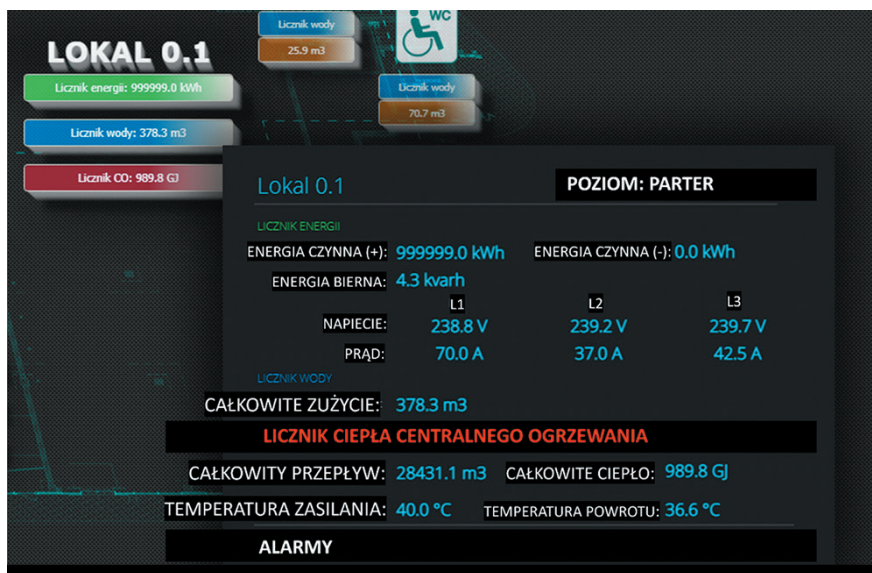 Licznik wody
25.9 m3
WC
LOKAL 0.1
Licznik energii: 999999.0 kWh
Licznik wody
70.7 m3
Licznik wody: 378.3 m3
Licznik CO: 989.8 GJ
Lokal 0.1 POZIOM: PARTER
LICZNIK ENERGII
ENERGIA CZYNNA (+): 999999.0 kWh ENERGIA CZYNNA (-): 0.0 kWh
ENERGIA BIERNA: 4.3 kvarh
L1 L2 L3
NAPIECIE: 238.8 V 239.2 V 239.7 V
PRĄD: 70.0 A 37.0 A 42.5 A
LICZNIK WODY
CAŁKOWITE ZUŻYCIE: 378.3 m3
LICZNIK CIEPŁA CENTRALNEGO OGRZEWANIA
CAŁKOWITY PRZEPŁYW: 28431.1 m3 CAŁKOWITE CIEPŁO: 989.8 GJ
TEMPERATURA ZASILANIA: 40.0 °C TEMPERATURA POWROTU: 36.6 °C
ALARMY